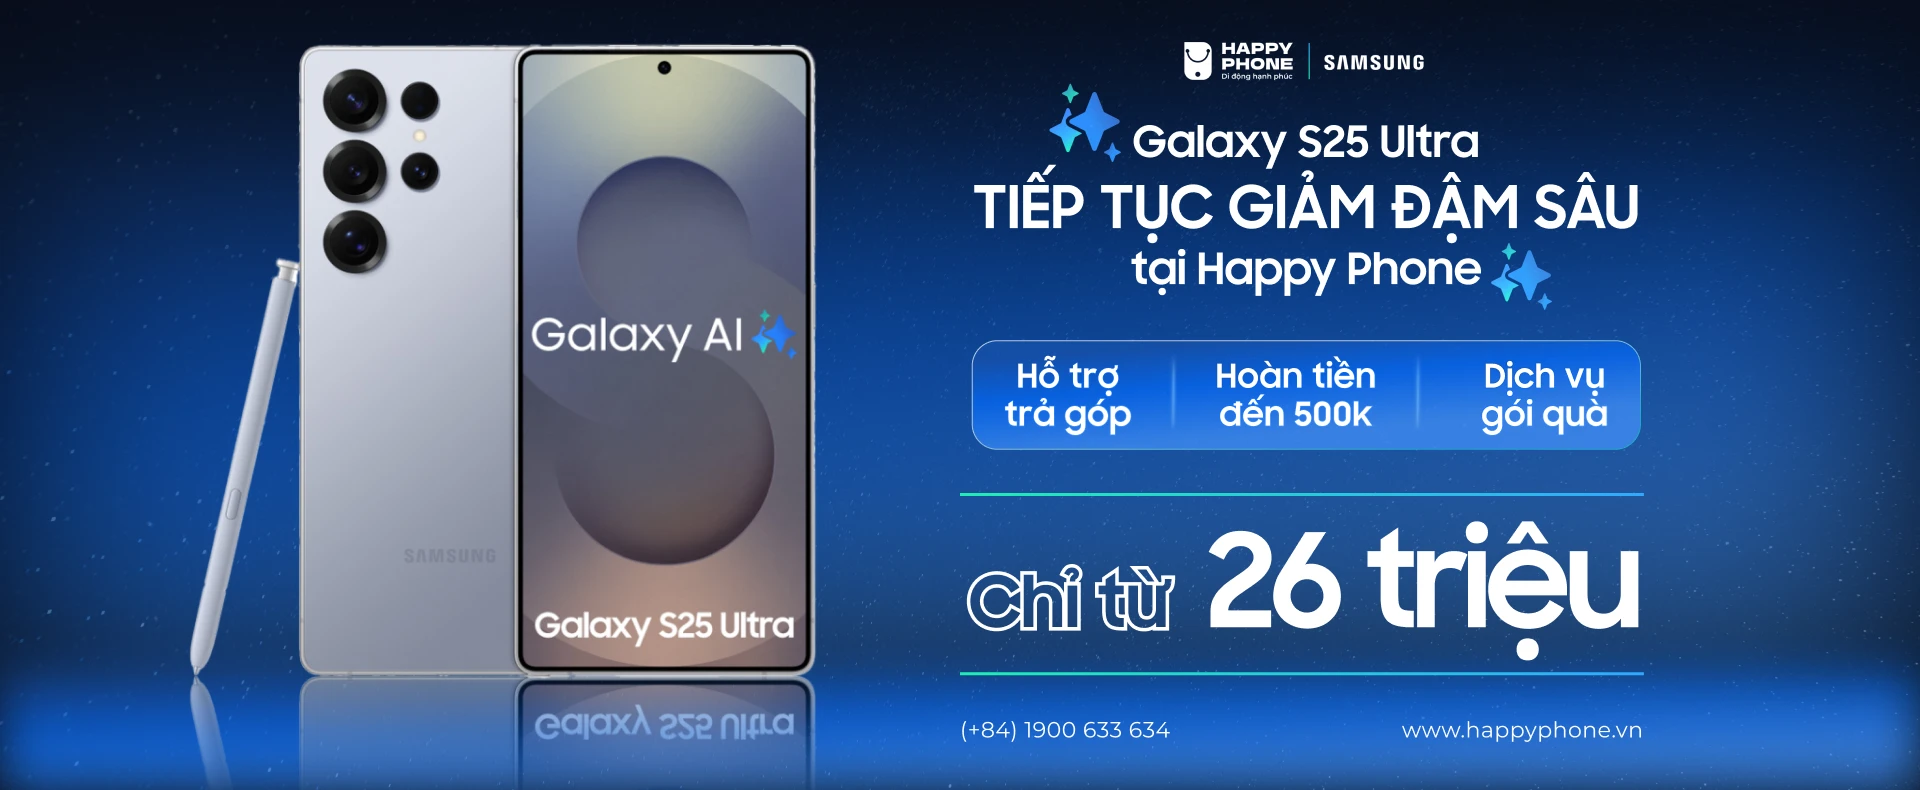 HAPPY
PHONE
Di động hạnh phúc
SAMSUNG
Galaxy S25 Ultra
TIẾP TỤC GIẢM ĐẬM SÂU
tại Happy Phone
Galaxy AI
SAMSUNG
Galaxy S25 Ultra
Galaxy S25 Ultra
Hỗ trợ
trả góp
Hoàn tiền
đến 500k
Dịch vụ
gói quà
Chỉ từ 26 triệu
(+84) 1900 633 634
www.happyphone.vn